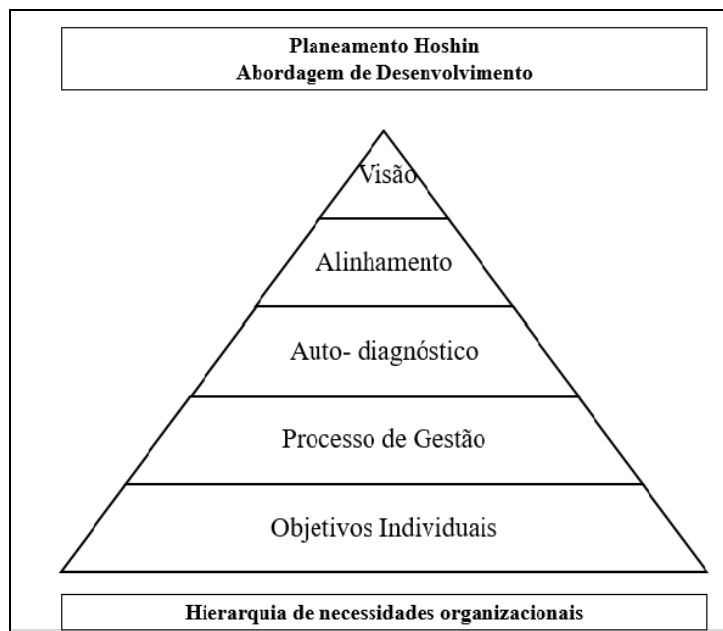 Planeamento Hoshin
Abordagem de Desenvolvimento
Visão
Alinhamento
Auto- diagnóstico
Processo de Gestão
Objetivos Individuais
Hierarquia de necessidades organizacionais